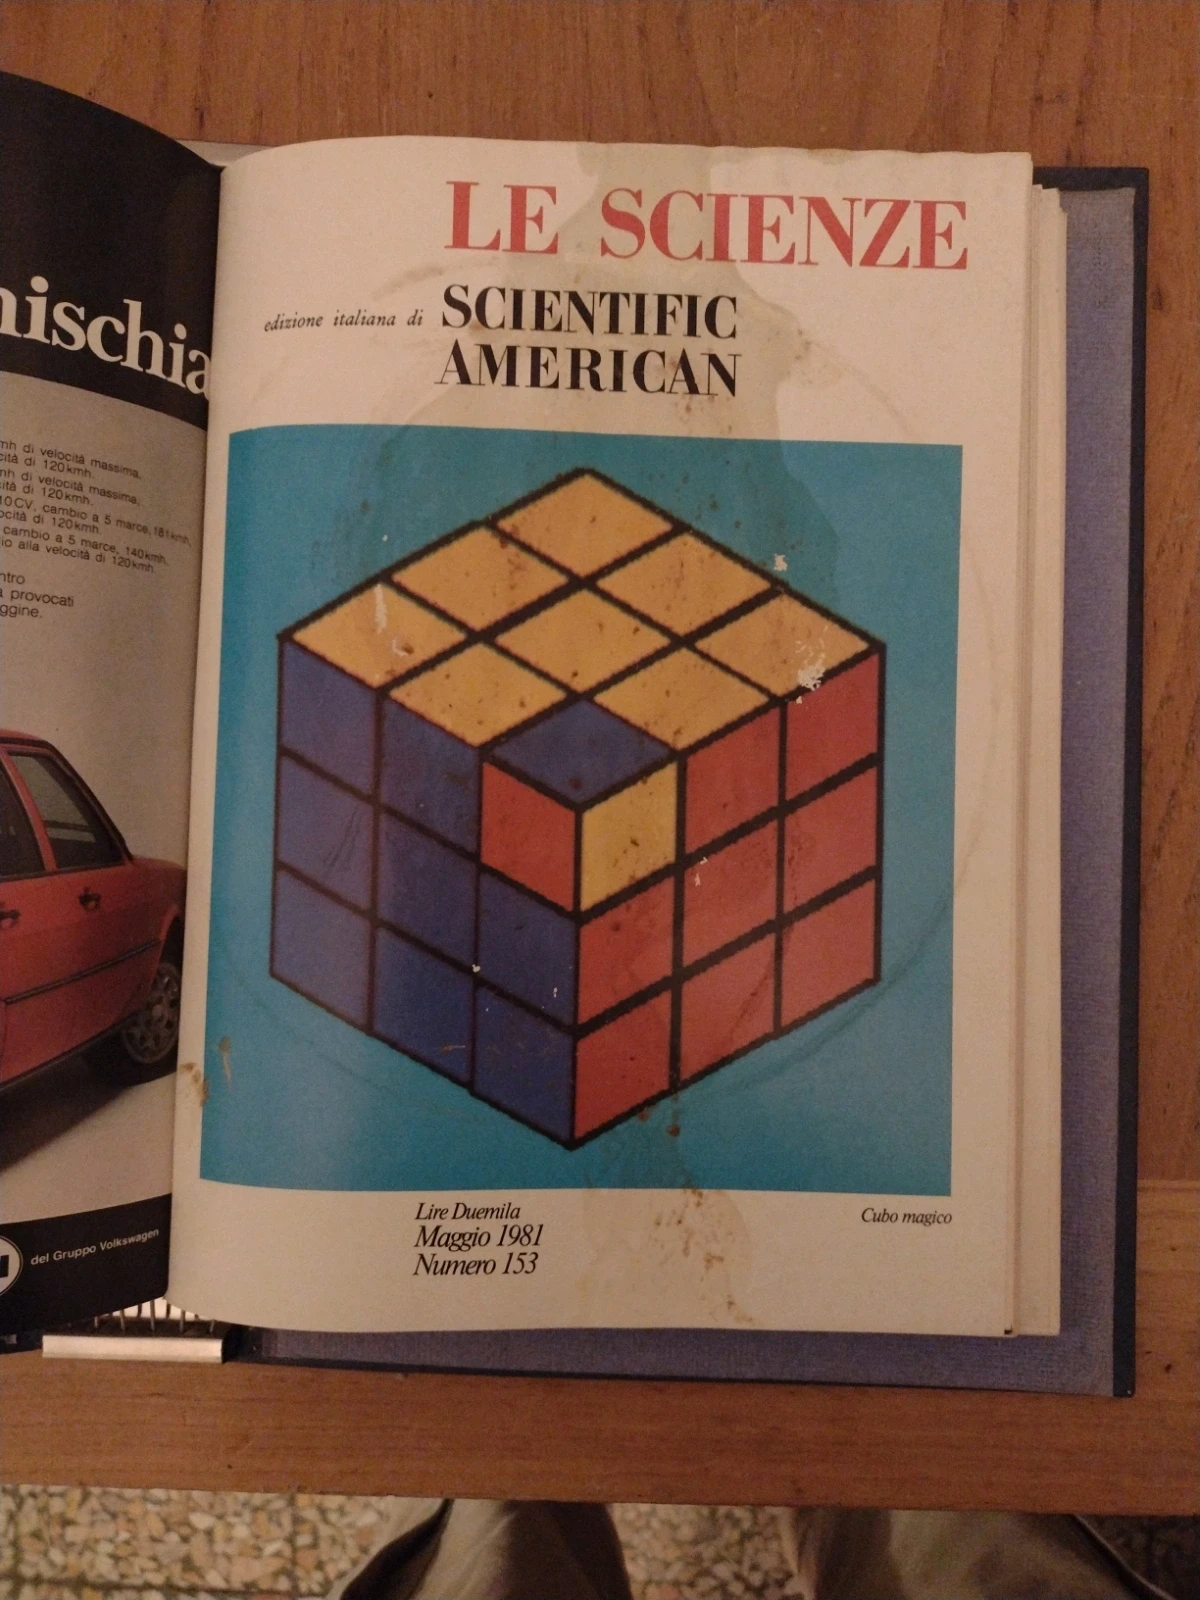 nischia
mh di velocità massima,
cità di 120kmh.
mh di velocità massima,
cità di 120kmh.
10CV, cambio a 5 marce, 181kmh,
ocità di 120kmh.
cambio a 5 marce, 140kmh.
io alla velocità di 120kmh.
ntro
a provocati
ggine.
del Gruppo Volkswagen
LE SCIENZE
edizione italiana di SCIENTIFIC
AMERICAN
Lire Duemila
Maggio 1981
Numero 153
Cubo magico